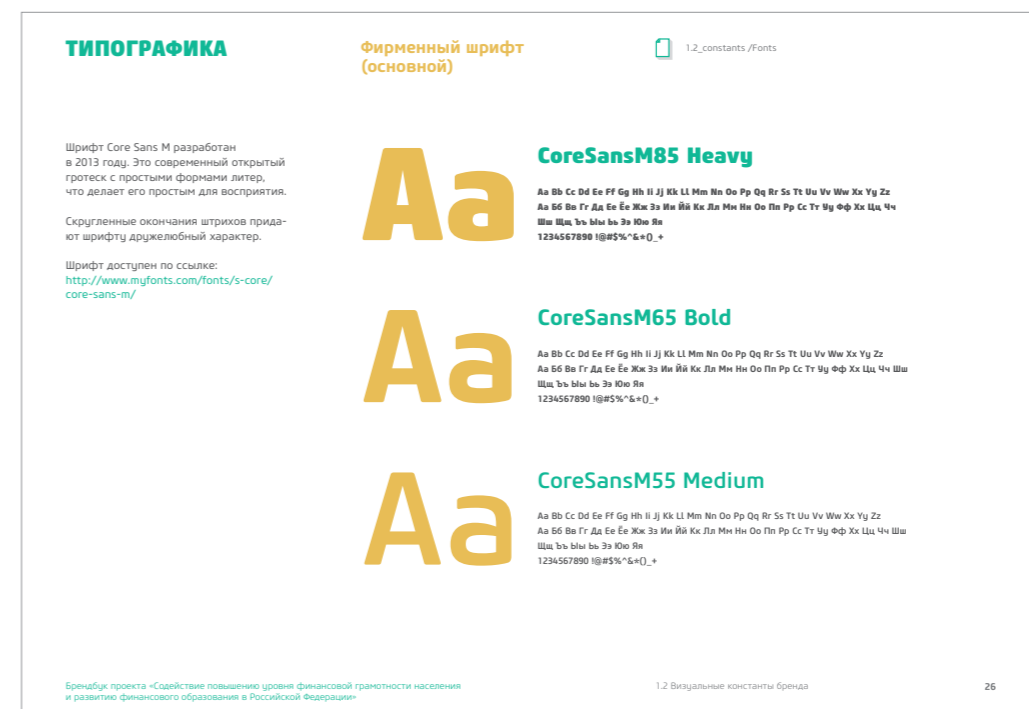 ТИПОГРАФИКА
Фирменный шрифт
(основной)
1.2_constants /Fonts
Шрифт Core Sans M разработан
в 2013 году. Это современный открытый
гротеск с простыми формами литер,
что делает его простым для восприятия.
Скругленные окончания штрихов прида-
ют шрифту дружелюбный характер.
Шрифт доступен по ссылке:
http://www.myfonts.com/fonts/s-core/
core-sans-m/
Aa
CoreSansM85 Heavy
Aa Bb Cc Dd Ee Ff Gg Hh Ii Jj Kk Ll Mm Nn Oo Pp Qq Rr Ss Tt Uu Vv Ww Xx Yy Zz
Аа Бб Вв Гг Дд Ее Ёе Жж Зз Ии Йй Кк Лл Мм Нн Оо Пп Рр Сс Тт Уу Фф Хх Цц Чч
Шш Щщ Ъъ Ыы Ьь Ээ Юю Яя
1234567890 !@#$%^&*()_+
Aa
CoreSansM65 Bold
Aa Bb Cc Dd Ee Ff Gg Hh Ii Jj Kk Ll Mm Nn Oo Pp Qq Rr Ss Tt Uu Vv Ww Xx Yy Zz
Аа Бб Вв Гг Дд Ее Ёе Жж Зз Ии Йй Кк Лл Мм Нн Оо Пп Рр Сс Тт Уу Фф Хх Цц Чч Шш
Щщ Ъъ Ыы Ьь Ээ Юю Яя
1234567890 !@#$%^&*()_+
Aa
CoreSansM55 Medium
Aa Bb Cc Dd Ee Ff Gg Hh Ii Jj Kk Ll Mm Nn Oo Pp Qq Rr Ss Tt Uu Vv Ww Xx Yy Zz
Аа Бб Вв Гг Дд Ее Ёе Жж Зз Ии Йй Кк Лл Мм Нн Оо Пп Рр Сс Тт Уу Фф Хх Цц Чч Шш
Щщ Ъъ Ыы Ьь Ээ Юю Яя
1234567890 !@#$%^&*()_+
Брендбук проекта «Содействие повышению уровня финансовой грамотности населения
и развитию финансового образования в Российской Федерации»
1.2 Визуальные константы бренда
26